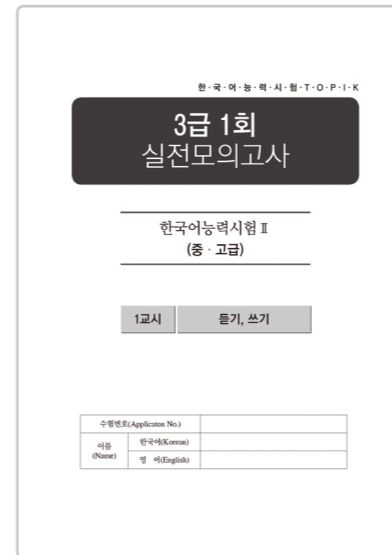 한·국·어·능·력·시·험·T·O·P·I·K
3급 1회
실전모의고사
한국어능력시험 Ⅱ
(중 · 고급)
1교시 듣기, 쓰기
수험번호(Applicaton No.)
이름
(Name)
한국어(Korean)
영 어(English)